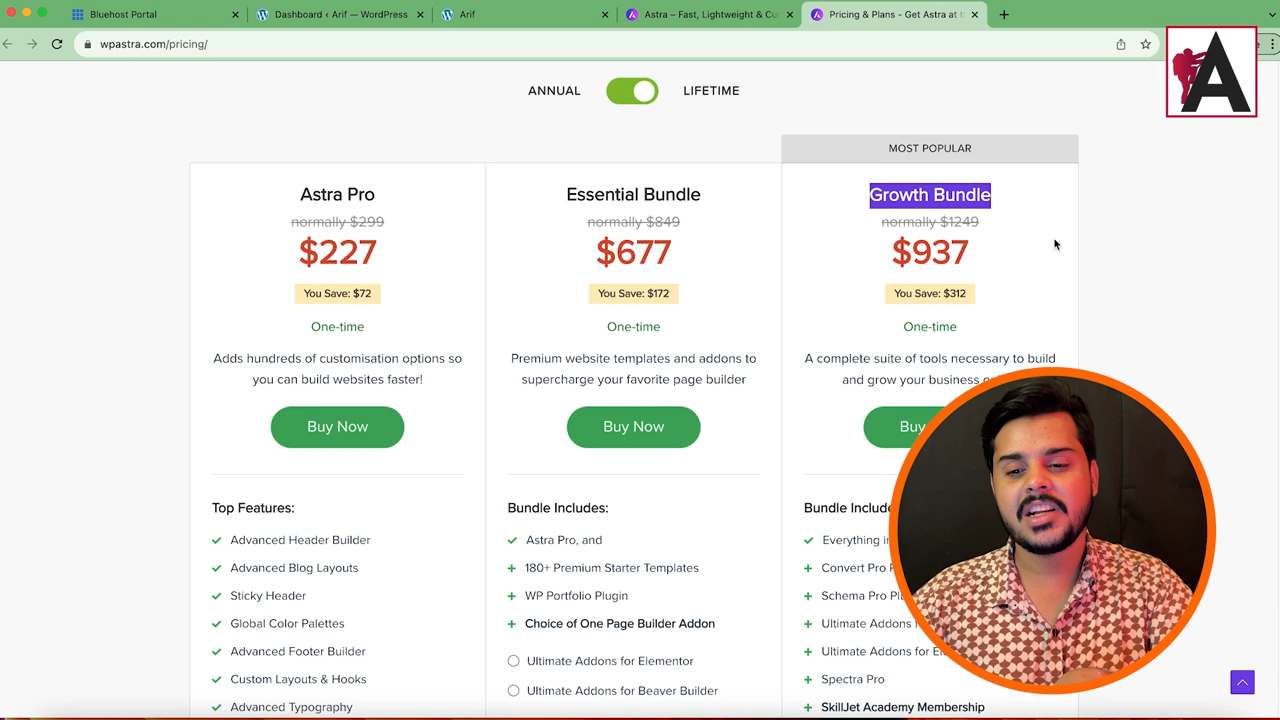 Bluehost Portal
Dashboard ‹ Arif — WordPress
Arif
Astra – Fast, Lightweight & Cu
Pricing & Plans - Get Astra at t
wpastra.com/pricing/
A
ANNUAL
LIFETIME
MOST POPULAR
Astra Pro
normally $299
$227
You Save: $72
One-time
Adds hundreds of customisation options so
you can build websites faster!
Buy Now
Top Features:
Advanced Header Builder
Advanced Blog Layouts
Sticky Header
Global Color Palettes
Advanced Footer Builder
Custom Layouts & Hooks
Advanced Typography
Essential Bundle
normally $849
$677
You Save: $172
One-time
Premium website templates and addons to
supercharge your favorite page builder
Buy Now
Bundle Includes:
Astra Pro, and
180+ Premium Starter Templates
WP Portfolio Plugin
Choice of One Page Builder Addon
Ultimate Addons for Elementor
Ultimate Addons for Beaver Builder
Growth Bundle
normally $1249
$937
You Save: $312
One-time
A complete suite of tools necessary to build
and grow your business
Buy
Bundle
Everything
Convert Pro
Schema Pro
Ultimate Addons
Ultimate Addons for
Spectra Pro
SkillJet Academy Membership